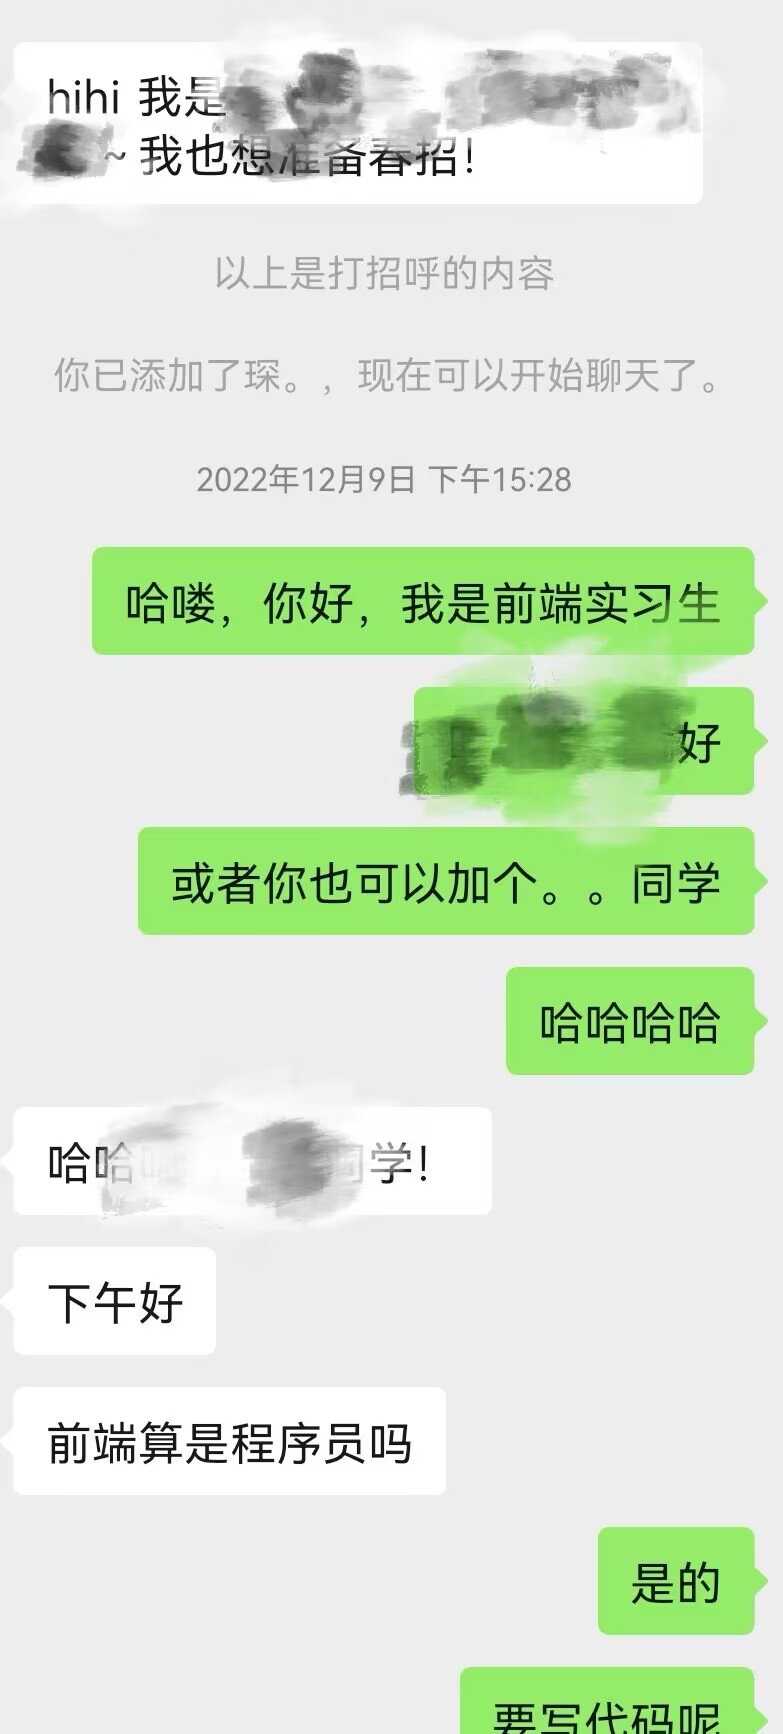 hihi 我是
~ 我也想准备春招!
以上是打招呼的内容
你已添加了琛。，现在可以开始聊天了。
2022年12月9日 下午15:28
哈喽，你好，我是前端实习生
好
或者你也可以加个。。同学
哈哈哈哈
哈哈 同学!
下午好
前端算是程序员吗
是的
要写代码呢